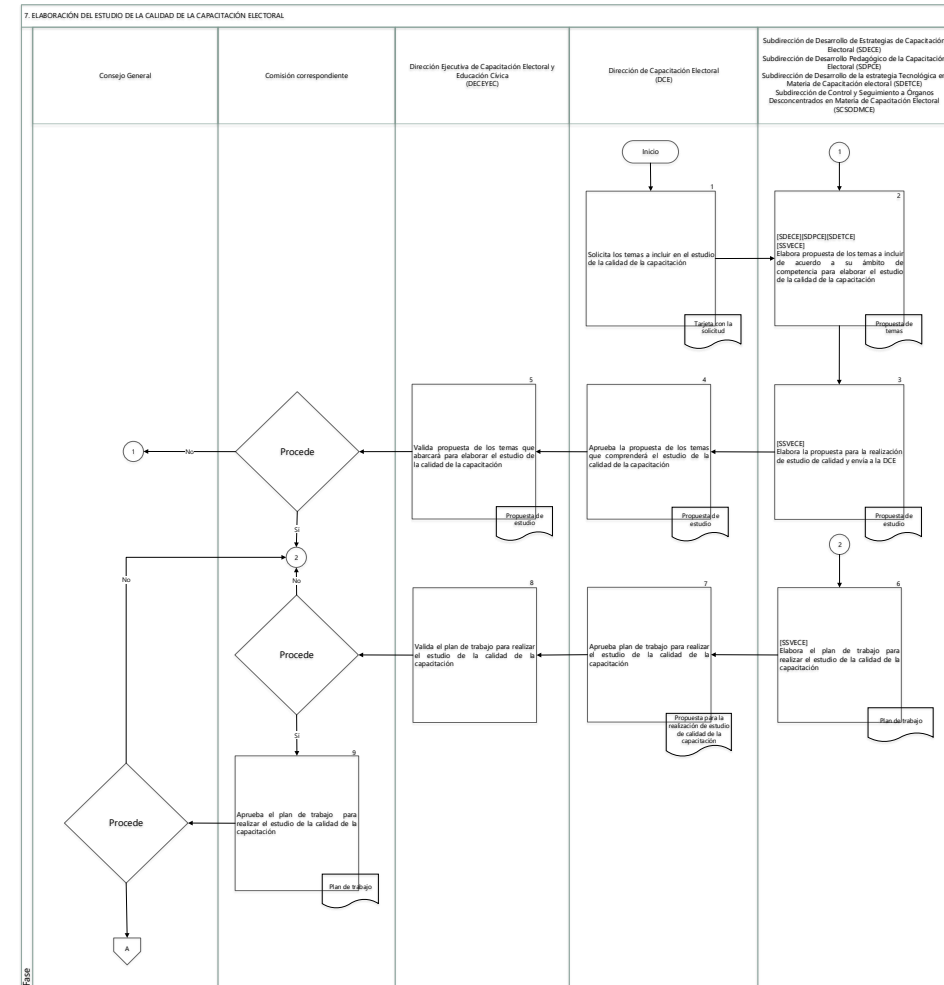 7. ELABORACIÓN DEL ESTUDIO DE LA CALIDAD DE LA CAPACITACIÓN ELECTORAL
Consejo General
Comisión correspondiente
Dirección Ejecutiva de Capacitación Electoral y
Educación Cívica
(DECEYEC)
Dirección de Capacitación Electoral
(DCE)
Subdirección de Desarrollo de Estrategias de Capacitación
Electoral (SDECE)
Subdirección de Desarrollo Pedagógico de la Capacitación
Electoral (SDPCE)
Subdirección de Desarrollo de la estrategia Tecnológica en
Materia de Capacitación electoral (SDETCE)
Subdirección de Control y Seguimiento a Órganos
Desconcentrados en Materia de Capacitación Electoral
(SCSODMCE)
Inicio
1
1
Solicita los temas a incluir en el estudio
de la calidad de la capacitación
Tarjeta con la
solicitud
2
[SDECE][SDPCE][SDETCE]
[SSVECE]
Elabora propuesta de los temas a incluir
de acuerdo a su ámbito de
competencia para elaborar el estudio
de la calidad de la capacitación
Propuesta de
temas
3
[SSVECE]
Elabora la propuesta para la realización
de estudio de calidad y envía a la DCE
Propuesta de
estudio
4
Aprueba la propuesta de los temas
que comprenderá el estudio de la
calidad de la capacitación
Propuesta de
estudio
5
Valida propuesta de los temas que
abarcará para elaborar el estudio de
la calidad de la capacitación
Propuesta de
estudio
Procede
No
1
Sí
2
No
No
2
6
[SSVECE]
Elabora el plan de trabajo para
realizar el estudio de la calidad de la
capacitación
Plan de trabajo
7
Aprueba plan de trabajo para realizar
el estudio de la calidad de la
capacitación
Propuesta para la
realización de estudio
de calidad de la
capacitación
8
Valida el plan de trabajo para realizar
el estudio de la calidad de la
capacitación
Procede
Sí
9
Aprueba el plan de trabajo para
realizar el estudio de la calidad de la
capacitación
Plan de trabajo
Procede
A
Fase